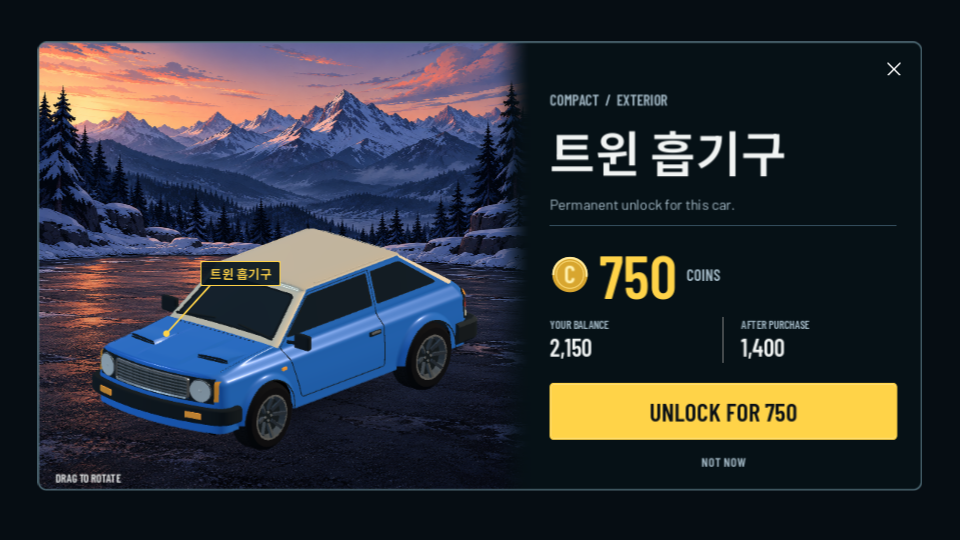 COMPACT / EXTERIOR
트윈 흡기구
Permanent unlock for this car.
트윈 흡기구
C 750 COINS
YOUR BALANCE
2,150
AFTER PURCHASE
1,400
UNLOCK FOR 750
NOT NOW
DRAG TO ROTATE